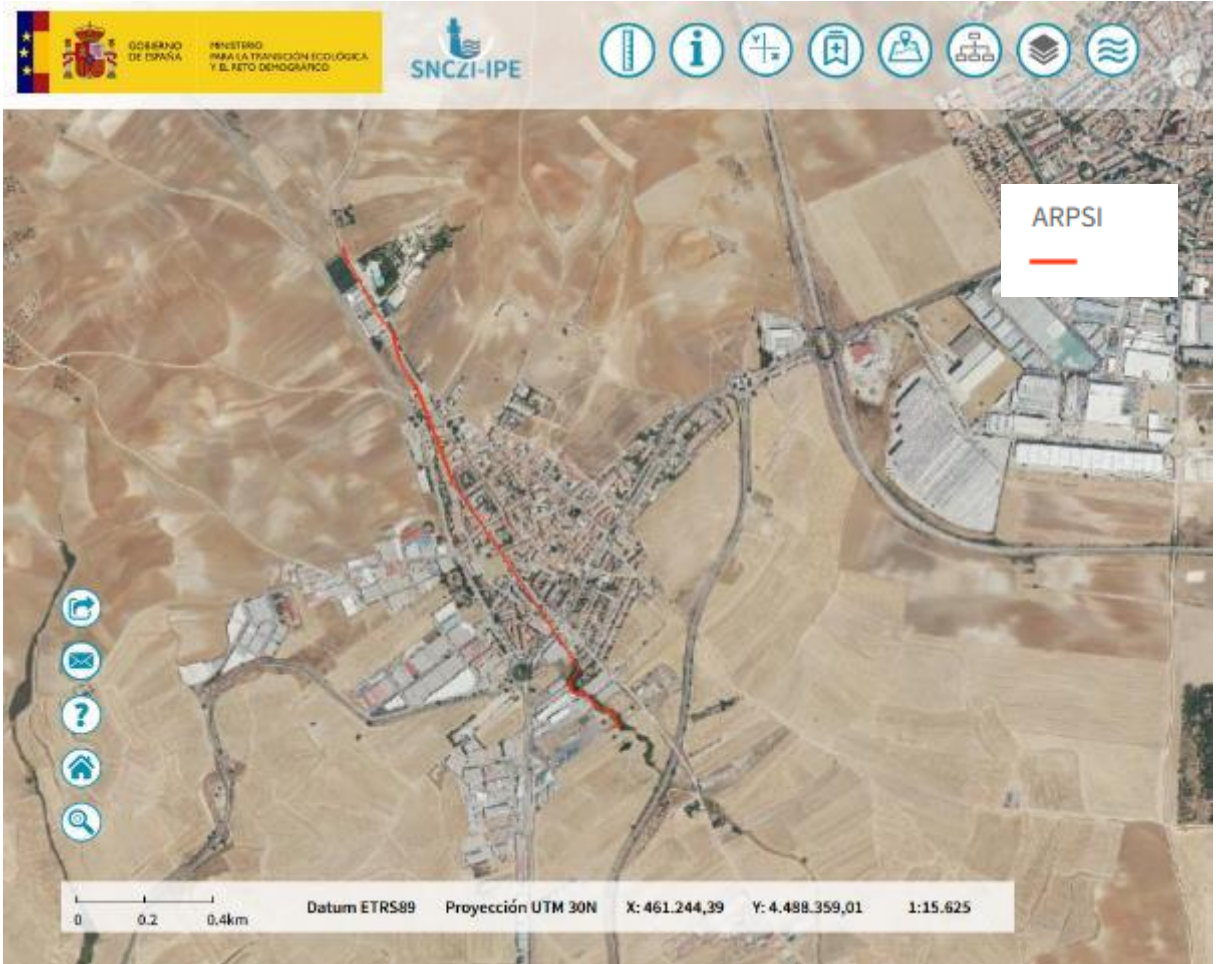 GOBIERNO
DE ESPAÑA
MINISTERIO
PARA LA TRANSICIÓN ECOLÓGICA
Y EL RETO DEMOGRÁFICO
SNCZI-IPE
ARPSI
0 0.2 0.4km
Datum ETRS89 Proyección UTM 30N X: 461.244,39 Y: 4.488.359,01 1:15.625